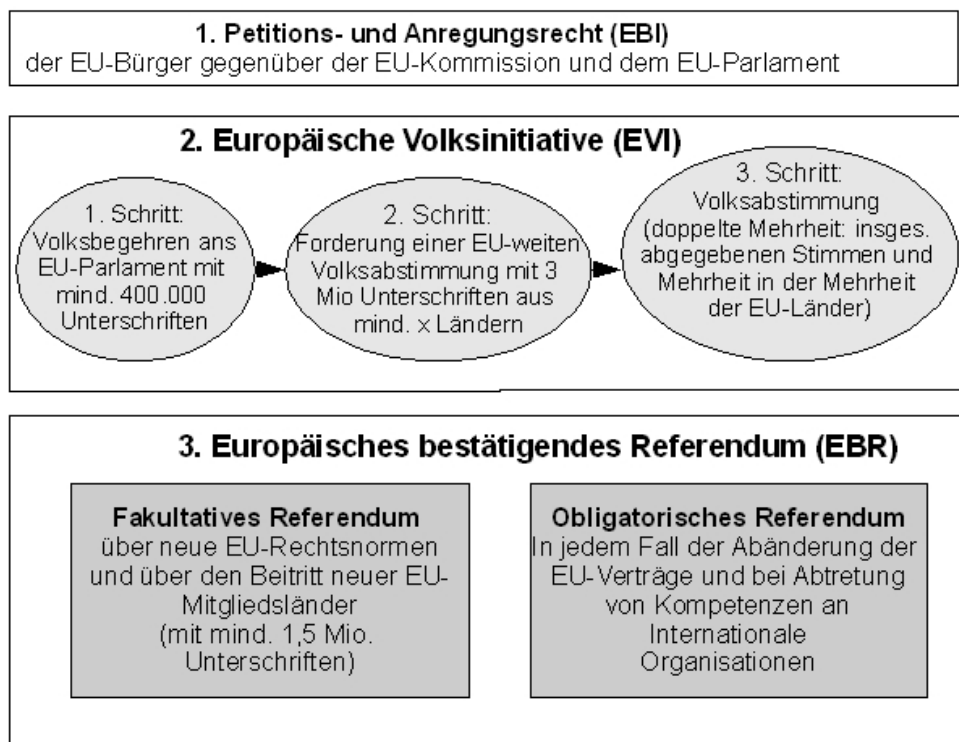 1. Petitions- und Anregungsrecht (EBI)
der EU-Bürger gegenüber der EU-Kommission und dem EU-Parlament
2. Europäische Volksinitiative (EVI)
1. Schritt:
Volksbegehren ans
EU-Parlament mit
mind. 400.000
Unterschriften
2. Schritt:
Forderung einer EU-weiten
Volksabstimmung mit 3
Mio Unterschriften aus
mind. x Ländern
3. Schritt:
Volksabstimmung
(doppelte Mehrheit: insges.
abgegebenen Stimmen und
Mehrheit in der Mehrheit
der EU-Länder)
3. Europäisches bestätigendes Referendum (EBR)
Fakultatives Referendum
über neue EU-Rechtsnormen
und über den Beitritt neuer EU-
Mitgliedsländer
(mit mind. 1,5 Mio.
Unterschriften)
Obligatorisches Referendum
In jedem Fall der Abänderung der
EU-Verträge und bei Abtretung
von Kompetenzen an
Internationale
Organisationen